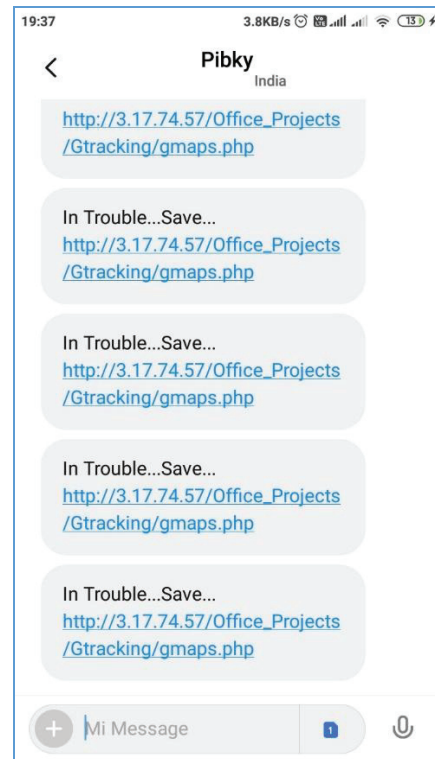 19:37
3.8KB/s
13
Pibky
India
http://3.17.74.57/Office_Projects
/Gtracking/gmaps.php
In Trouble...Save...
http://3.17.74.57/Office_Projects
/Gtracking/gmaps.php
In Trouble...Save...
http://3.17.74.57/Office_Projects
/Gtracking/gmaps.php
In Trouble...Save...
http://3.17.74.57/Office_Projects
/Gtracking/gmaps.php
In Trouble...Save...
http://3.17.74.57/Office_Projects
/Gtracking/gmaps.php
Mi Message
1